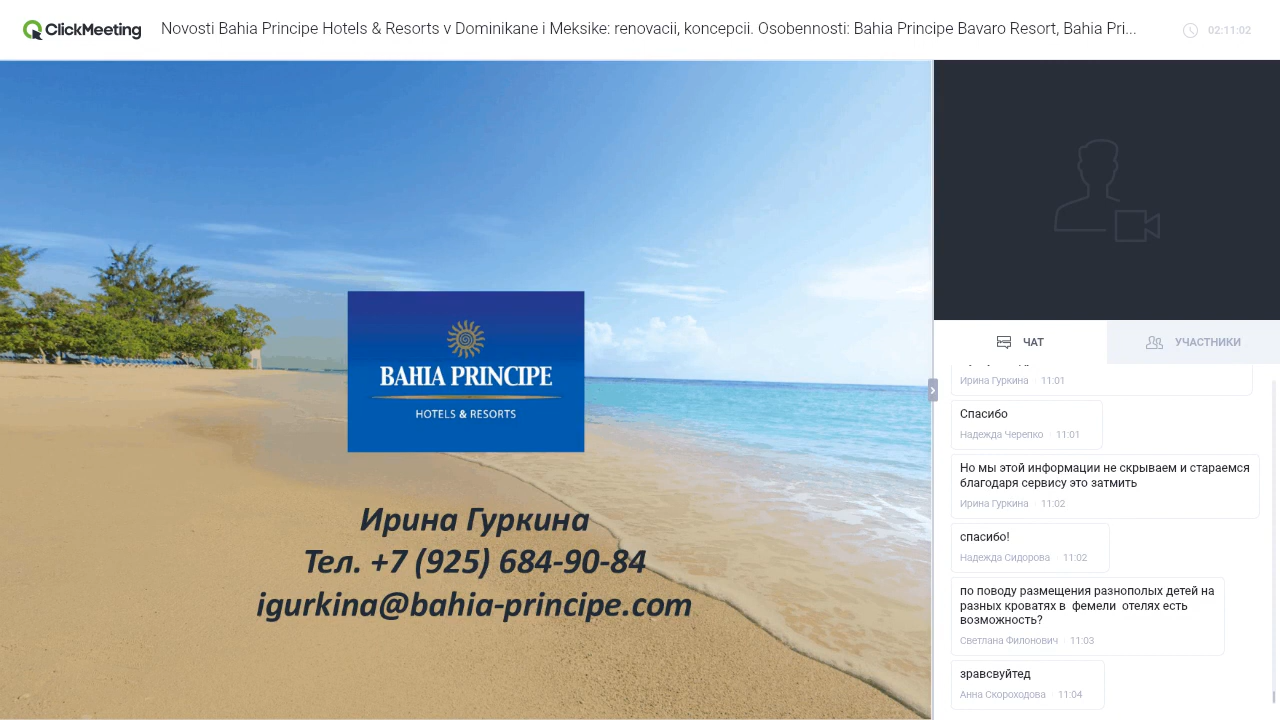 ClickMeeting
Novosti Bahia Principe Hotels & Resorts v Dominikane i Meksike: renovacii, koncepcii. Osobennosti: Bahia Principe Bavaro Resort, Bahia Pri...
02:11:02
BAHIA PRINCIPE
HOTELS & RESORTS
Ирина Гуркина
Тел. +7 (925) 684-90-84
igurkina@bahia-principe.com
ЧАТ
УЧАСТНИКИ
Ирина Гуркина 11:01
Спасибо
Надежда Черепко 11:01
Но мы этой информации не скрываем и стараемся
благодаря сервису это затмить
Ирина Гуркина 11:02
спасибо!
Надежда Сидорова 11:02
по поводу размещения разнополых детей на
разных кроватях в фемели отелях есть
возможность?
Светлана Филонович 11:03
зравсвуйтед
Анна Скороходова 11:04